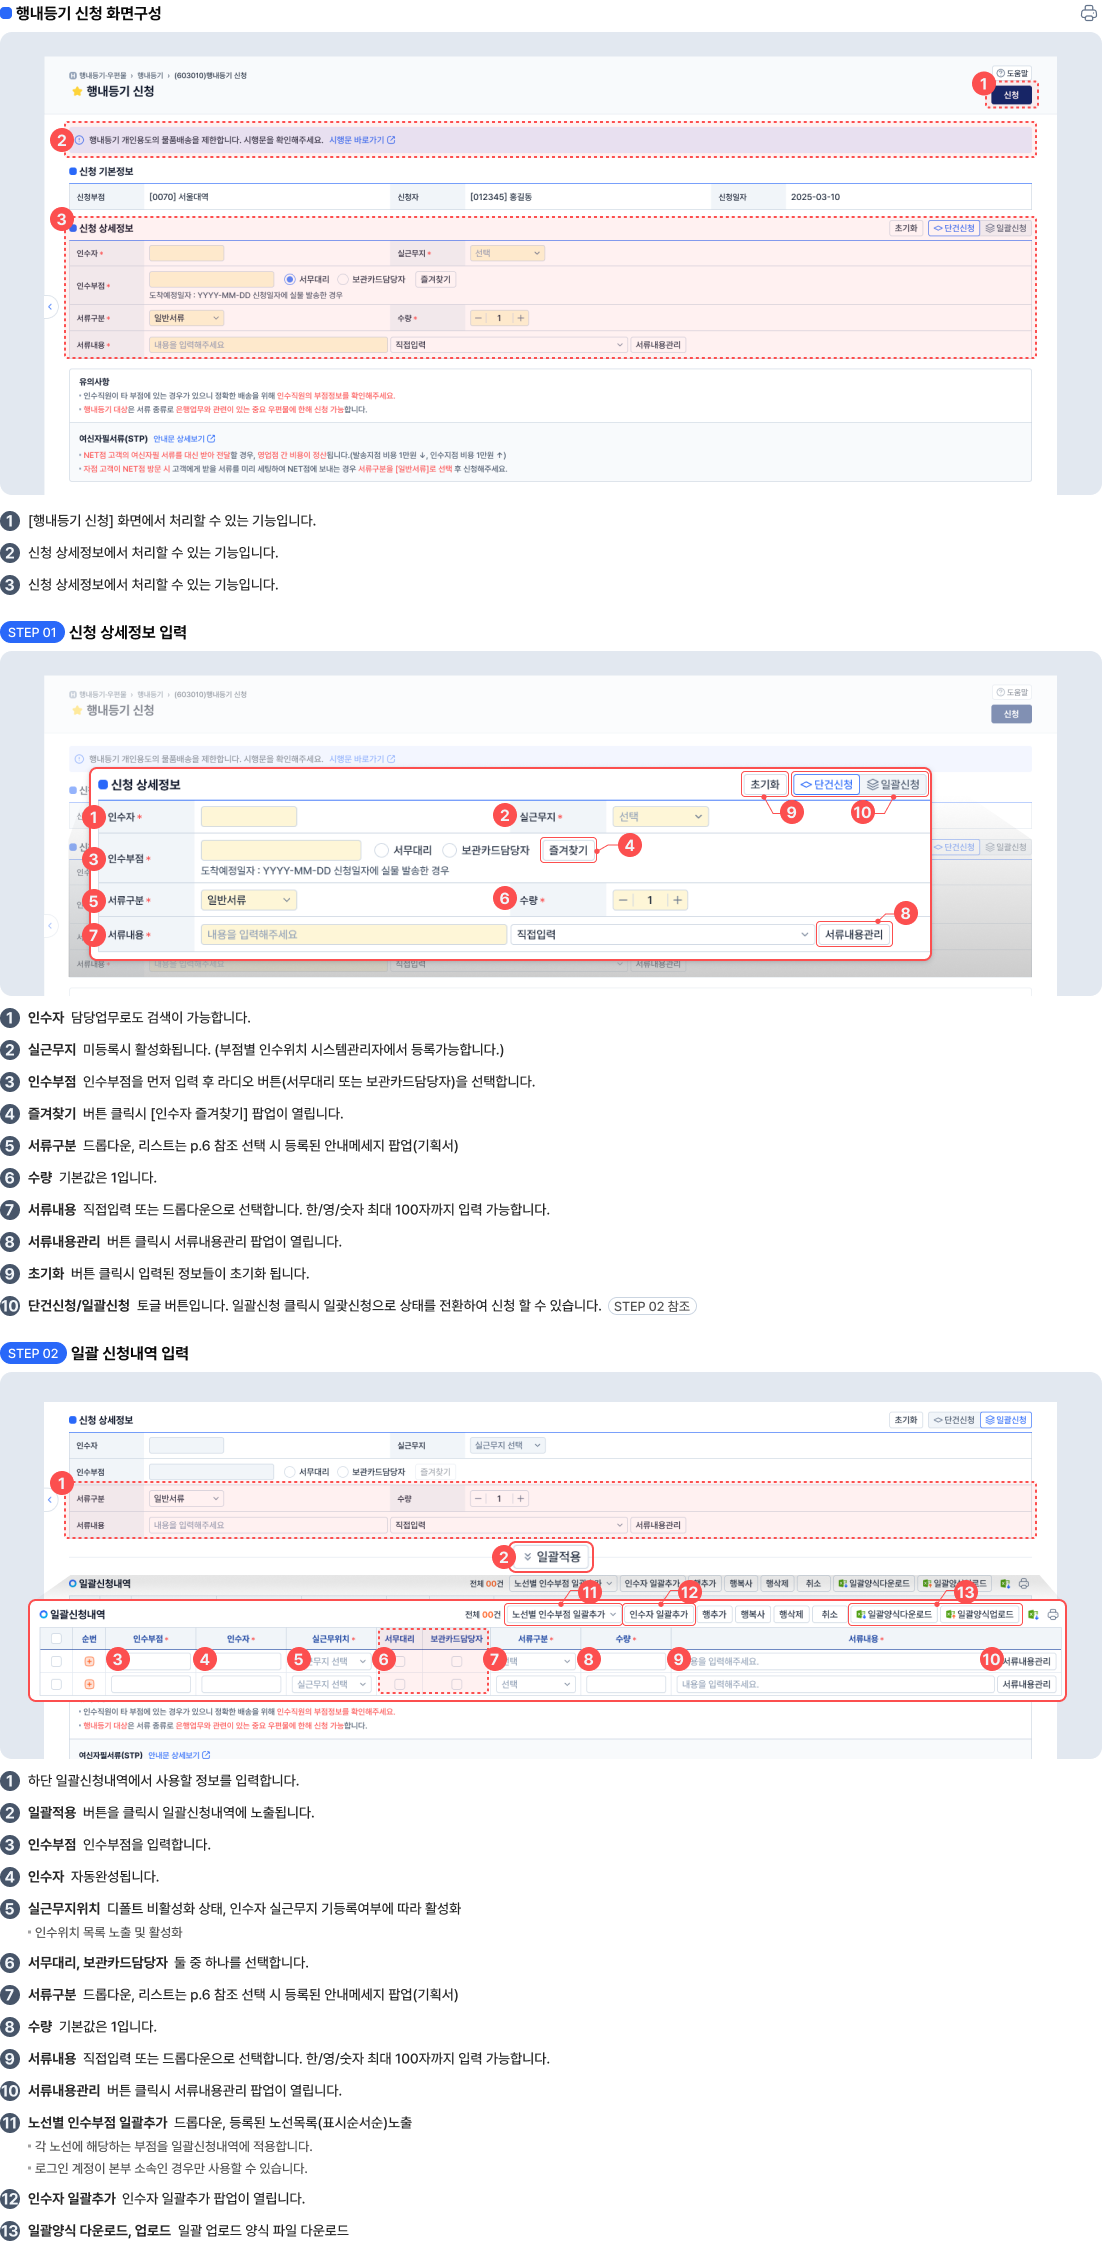 행내등기 신청 화면구성
행내등기·우편물 › 행내등기 › (603010)행내등기 신청
도움말
행내등기 신청
1 신청
2 행내등기 개인용도의 물품배송을 제한합니다. 시행문을 확인해주세요. 시행문 바로가기
신청 기본정보
신청부점 [0070] 서울대역 신청자 [012345] 홍길동 신청일자 2025-03-10
3 신청 상세정보 초기화 단건신청 일괄신청
인수자 * 실근무지 * 선택
인수부점 * 서무대리 보관카드담당자 즐겨찾기
도착예정일자 : YYYY-MM-DD 신청일자에 실물 발송한 경우
서류구분 * 일반서류 수량 * 1
서류내용 * 내용을 입력해주세요 직접입력 서류내용관리
유의사항
· 인수직원이 타 부점에 있는 경우가 있으니 정확한 배송을 위해 인수직원의 부점정보를 확인해주세요.
· 행내등기 대상은 서류 종류로 은행업무와 관련이 있는 중요 우편물에 한해 신청 가능합니다.
여신자필서류(STP) 안내문 상세보기
· NET점 고객의 여신자필 서류를 대신 받아 전달할 경우, 영업점 간 비용이 정산됩니다.(발송지점 비용 1만원 ↓, 인수지점 비용 1만원 ↑)
· 자점 고객이 NET점 방문 시 고객에게 받을 서류를 미리 세팅하여 NET점에 보내는 경우 서류구분을 [일반서류]로 선택 후 신청해주세요.
1 [행내등기 신청] 화면에서 처리할 수 있는 기능입니다.
2 신청 상세정보에서 처리할 수 있는 기능입니다.
3 신청 상세정보에서 처리할 수 있는 기능입니다.
STEP 01 신청 상세정보 입력
행내등기·우편물 › 행내등기 › (603010)행내등기 신청
도움말
행내등기 신청
신청
행내등기 개인용도의 물품배송을 제한합니다. 시행문을 확인해주세요. 시행문 바로가기
신청 상세정보 초기화 단건신청 일괄신청
9 10
1 인수자 * 2 실근무지 * 선택
3 인수부점 * 서무대리 보관카드담당자 즐겨찾기 4
도착예정일자 : YYYY-MM-DD 신청일자에 실물 발송한 경우
단건신청 일괄신청
5 서류구분 * 일반서류 6 수량 * 1
8
7 서류내용 * 내용을 입력해주세요 직접입력 서류내용관리
서류내용 * 내용을 입력해주세요 직접입력 서류내용관리
1 인수자 담당업무로도 검색이 가능합니다.
2 실근무지 미등록시 활성화됩니다. (부점별 인수위치 시스템관리자에서 등록가능합니다.)
3 인수부점 인수부점을 먼저 입력 후 라디오 버튼(서무대리 또는 보관카드담당자)을 선택합니다.
4 즐겨찾기 버튼 클릭시 [인수자 즐겨찾기] 팝업이 열립니다.
5 서류구분 드롭다운, 리스트는 p.6 참조 선택 시 등록된 안내메세지 팝업(기획서)
6 수량 기본값은 1입니다.
7 서류내용 직접입력 또는 드롭다운으로 선택합니다. 한/영/숫자 최대 100자까지 입력 가능합니다.
8 서류내용관리 버튼 클릭시 서류내용관리 팝업이 열립니다.
9 초기화 버튼 클릭시 입력된 정보들이 초기화 됩니다.
10 단건신청/일괄신청 토글 버튼입니다. 일괄신청 클릭시 일괓신청으로 상태를 전환하여 신청 할 수 있습니다. STEP 02 참조
STEP 02 일괄 신청내역 입력
신청 상세정보 초기화 단건신청 일괄신청
인수자 실근무지 실근무지 선택
인수부점 서무대리 보관카드담당자 즐겨찾기
1
서류구분 일반서류 수량 1
서류내용 내용을 입력해주세요 직접입력 서류내용관리
2 일괄적용
일괄신청내역 전체 00건 노선별 인수부점 일괄추가 인수자 일괄추가 행추가 행복사 행삭제 취소 일괄양식다운로드 일괄양식업로드
11 12 13
일괄신청내역 전체 00건 노선별 인수부점 일괄추가 인수자 일괄추가 행추가 행복사 행삭제 취소 일괄양식다운로드 일괄양식업로드
순번 인수부점 * 인수자 * 실근무위치 * 서무대리 보관카드담당자 서류구분 * 수량 * 서류내용 *
3 4 5 실근무지 선택 6 7 선택 8 9 내용을 입력해주세요. 10 서류내용관리
실근무지 선택 선택 내용을 입력해주세요. 서류내용관리
· 인수직원이 타 부점에 있는 경우가 있으니 정확한 배송을 위해 인수직원의 부점정보를 확인해주세요.
· 행내등기 대상은 서류 종류로 은행업무와 관련이 있는 중요 우편물에 한해 신청 가능합니다.
여신자필서류(STP) 안내문 상세보기
1 하단 일괄신청내역에서 사용할 정보를 입력합니다.
2 일괄적용 버튼을 클릭시 일괄신청내역에 노출됩니다.
3 인수부점 인수부점을 입력합니다.
4 인수자 자동완성됩니다.
5 실근무지위치 디폴트 비활성화 상태, 인수자 실근무지 기등록여부에 따라 활성화
▪ 인수위치 목록 노출 및 활성화
6 서무대리, 보관카드담당자 둘 중 하나를 선택합니다.
7 서류구분 드롭다운, 리스트는 p.6 참조 선택 시 등록된 안내메세지 팝업(기획서)
8 수량 기본값은 1입니다.
9 서류내용 직접입력 또는 드롭다운으로 선택합니다. 한/영/숫자 최대 100자까지 입력 가능합니다.
10 서류내용관리 버튼 클릭시 서류내용관리 팝업이 열립니다.
11 노선별 인수부점 일괄추가 드롭다운, 등록된 노선목록(표시순서순)노출
▪ 각 노선에 해당하는 부점을 일괄신청내역에 적용합니다.
▪ 로그인 계정이 본부 소속인 경우만 사용할 수 있습니다.
12 인수자 일괄추가 인수자 일괄추가 팝업이 열립니다.
13 일괄양식 다운로드, 업로드 일괄 업로드 양식 파일 다운로드